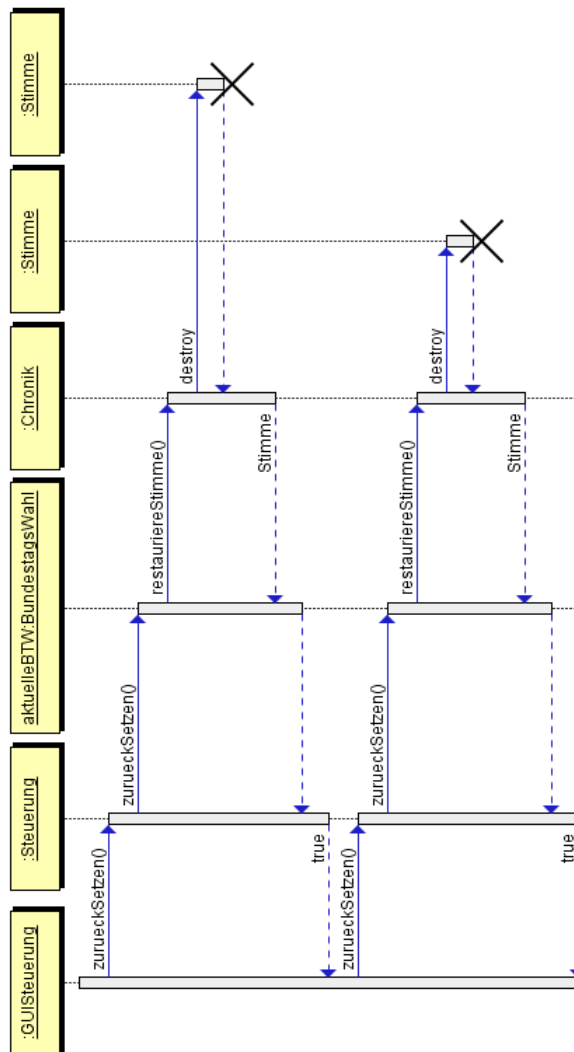 :GUISteuerung
:Steuerung
aktuelleBTW:BundestagsWahl
:Chronik
:Stimme
:Stimme
zurueckSetzen()
zurueckSetzen()
restauriereStimme()
destroy
Stimme
true
zurueckSetzen()
zurueckSetzen()
restauriereStimme()
destroy
Stimme
true